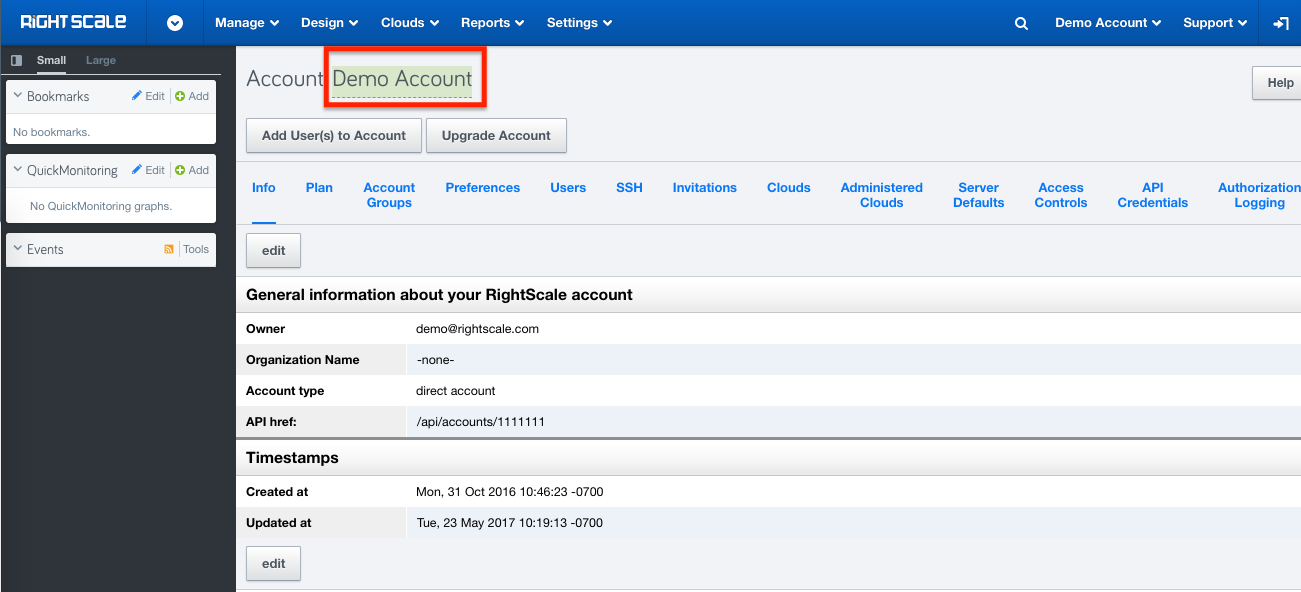 RIGHTSCALE Manage Design Clouds Reports Settings Demo Account Support
Small Large
Bookmarks Edit Add
No bookmarks.
QuickMonitoring Edit Add
No QuickMonitoring graphs.
Events Tools
Account Demo Account
Help
Add User(s) to Account Upgrade Account
Info Plan Account Groups Preferences Users SSH Invitations Clouds Administered Clouds Server Defaults Access Controls API Credentials Authorization Logging
edit
General information about your RightScale account
Owner demo@rightscale.com
Organization Name -none-
Account type direct account
API href: /api/accounts/1111111
Timestamps
Created at Mon, 31 Oct 2016 10:46:23 -0700
Updated at Tue, 23 May 2017 10:19:13 -0700
edit